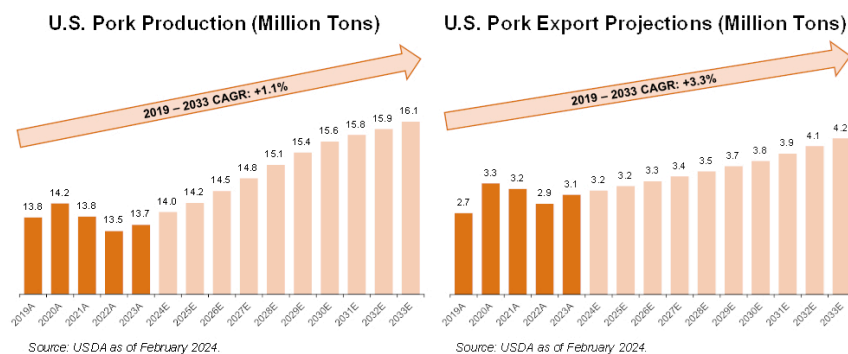 U.S. Pork Production (Million Tons)
2019 – 2033 CAGR: +1.1%
13.8
14.2
13.8
13.5
13.7
14.0
14.2
14.5
14.8
15.1
15.4
15.6
15.8
15.9
16.1
2019A
2020A
2021A
2022A
2023A
2024E
2025E
2026E
2027E
2028E
2029E
2030E
2031E
2032E
2033E
Source: USDA as of February 2024.
U.S. Pork Export Projections (Million Tons)
2019 – 2033 CAGR: +3.3%
2.7
3.3
3.2
2.9
3.1
3.2
3.2
3.3
3.4
3.5
3.7
3.8
3.9
4.1
4.2
2019A
2020A
2021A
2022A
2023A
2024E
2025E
2026E
2027E
2028E
2029E
2030E
2031E
2032E
2033E
Source: USDA as of February 2024.